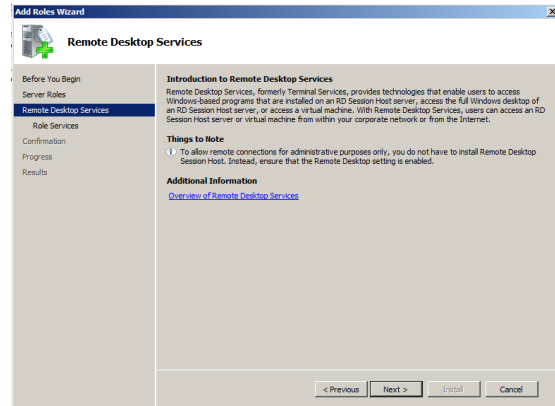 Add Roles Wizard
Remote Desktop Services
Before You Begin
Server Roles
Remote Desktop Services
Role Services
Confirmation
Progress
Results
Introduction to Remote Desktop Services
Remote Desktop Services, formerly Terminal Services, provides technologies that enable users to access
Windows-based programs that are installed on an RD Session Host server, access the full Windows desktop of
an RD Session Host server, or access a virtual machine. With Remote Desktop Services, users can access an RD
Session Host server or virtual machine from within your corporate network or from the Internet.
Things to Note
To allow remote connections for administrative purposes only, you do not have to install Remote Desktop
Session Host. Instead, ensure that the Remote Desktop setting is enabled.
Additional Information
Overview of Remote Desktop Services
< Previous
Next >
Install
Cancel